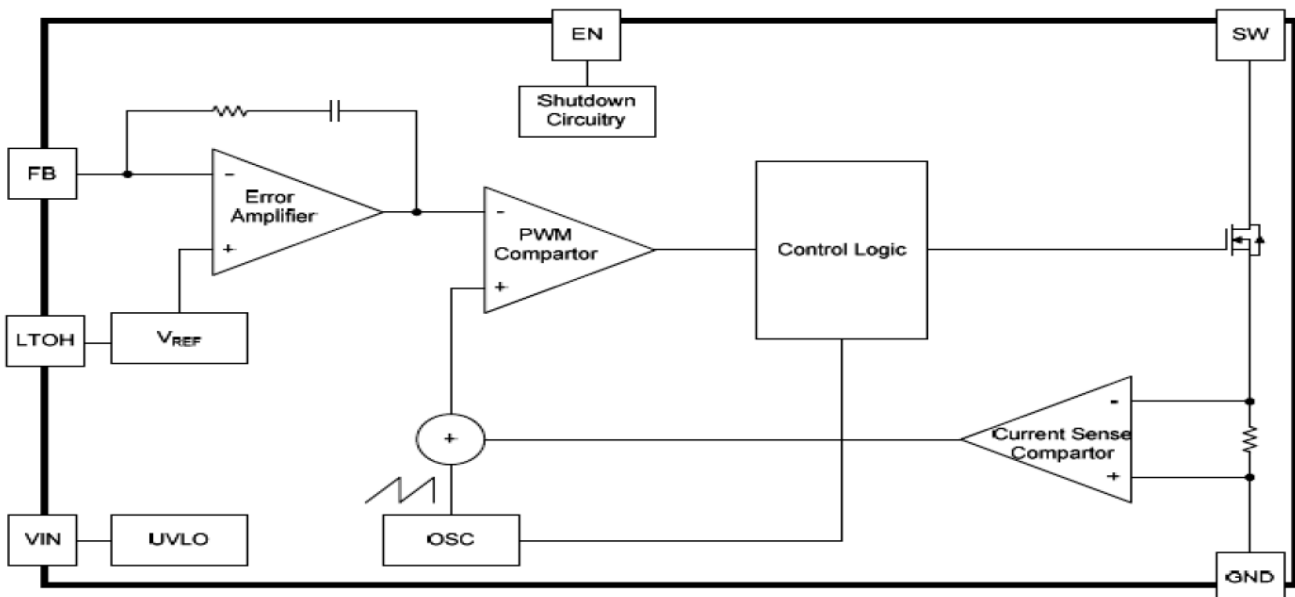 EN
SW
Shutdown
Circuitry
FB
-
Error
Amplifier
+
-
PWM
Compartor
+
Control Logic
LTOH
VREF
-
Current Sense
Compartor
+
+
VIN
UVLO
OSC
GND